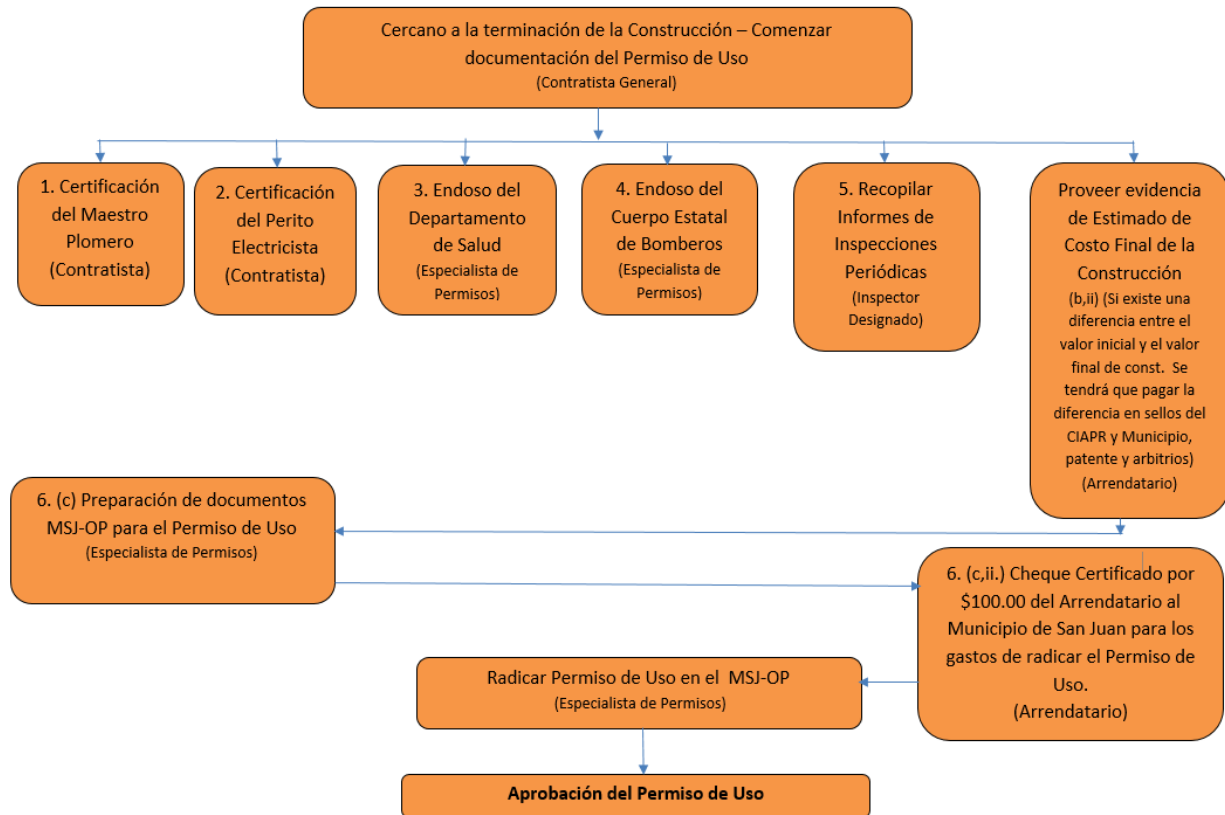 Cercano a la terminación de la Construcción – Comenzar
documentación del Permiso de Uso
(Contratista General)
1. Certificación
del Maestro
Plomero
(Contratista)
2. Certificación
del Perito
Electricista
(Contratista)
3. Endoso del
Departamento
de Salud
(Especialista de
Permisos)
4. Endoso del
Cuerpo Estatal
de Bomberos
(Especialista de
Permisos)
5. Recopilar
Informes de
Inspecciones
Periódicas
(Inspector
Designado)
Proveer evidencia
de Estimado de
Costo Final de la
Construcción
(b,ii) (Si existe una
diferencia entre el
valor inicial y el valor
final de const. Se
tendrá que pagar la
diferencia en sellos del
CIAPR y Municipio,
patente y arbitrios)
(Arrendatario)
6. (c) Preparación de documentos
MSJ-OP para el Permiso de Uso
(Especialista de Permisos)
6. (c,ii.) Cheque Certificado por
$100.00 del Arrendatario al
Municipio de San Juan para los
gastos de radicar el Permiso de
Uso.
(Arrendatario)
Radicar Permiso de Uso en el MSJ-OP
(Especialista de Permisos)
Aprobación del Permiso de Uso